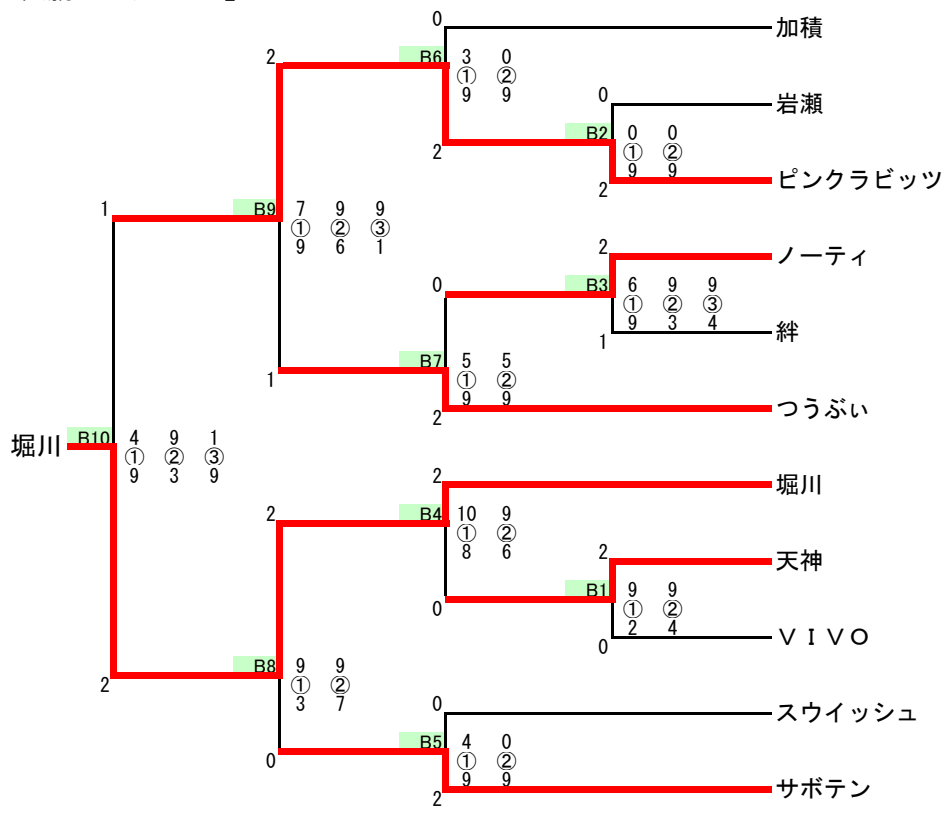 0
加積
2 B6 3 0
① ②
9 9
0 岩瀬
B2 0 0
2 ① ②
9 9
2 ピンクラビッツ
1 B9 7 9 9
① ② ③
9 6 1
2 ノーティ
0 B3 6 9 9
① ② ③
9 3 4
1 絆
B7 5 5
1 ① ②
9 9
2 つうぶぃ
堀川 B10 4 9 1
① ② ③
9 3 9
2 堀川
2 B4 10 9
① ②
8 6
2 天神
B1 9 9
0 ① ②
2 4
0 ＶＩＶＯ
B8 9 9
2 ① ②
3 7
0 スウイッシュ
B5 4 0
0 ① ②
9 9
2 サボテン